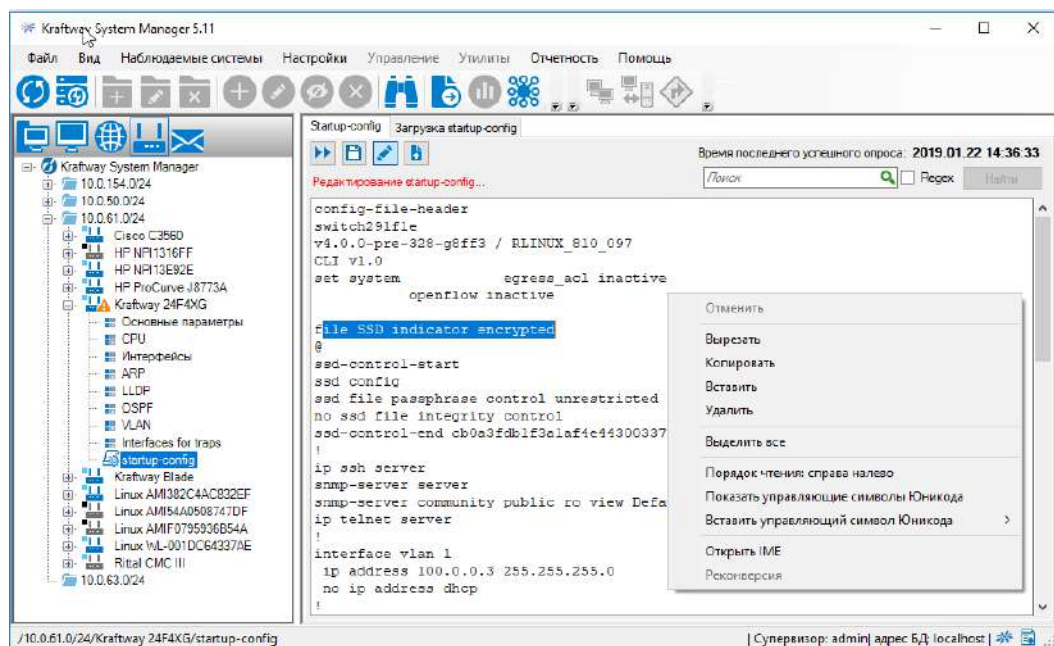 Kraftway System Manager 5.11
Файл Вид Наблюдаемые системы Настройки Управление Утилиты Отчетность Помощь
Startup-config Загрузка startup-config
Время последнего успешного опроса: 2019.01.22 14:36:33
Редактирование startup-config...
Поиск Regex Найти
Kraftway System Manager
10.0.154.0/24
10.0.50.0/24
10.0.61.0/24
Cisco C3560
HP NPI1316FF
HP NPI13E92E
HP ProCurve J8773A
Kraftway 24F4XG
Основные параметры
CPU
Интерфейсы
ARP
LLDP
OSPF
VLAN
Interfaces for traps
startup-config
Kraftway Blade
Linux AMI382C4AC832EF
Linux AMI54A0508747DF
Linux AMIF0795936B54A
Linux WL-001DC64337AE
Rittal CMC III
10.0.63.0/24
config-file-header
switch291f1e
v4.0.0-pre-328-g8ff3 / RLINUX_810_097
CLI v1.0
set system egress_acl inactive
openflow inactive
file SSD indicator encrypted
@
ssd-control-start
ssd config
ssd file passphrase control unrestricted
no ssd file integrity control
ssd-control-end cb0a3fdb1f3a1af4e44300337
!
ip ssh server
snmp-server server
snmp-server community public ro view Defa
ip telnet server
!
interface vlan 1
ip address 100.0.0.3 255.255.255.0
no ip address dhcp
!
Отменить
Вырезать
Копировать
Вставить
Удалить
Выделить все
Порядок чтения: справа налево
Показать управляющие символы Юникода
Вставить управляющий символ Юникода
Открыть IME
Реконверсия
/10.0.61.0/24/Kraftway 24F4XG/startup-config
| Супервизор: admin| адрес БД: localhost |